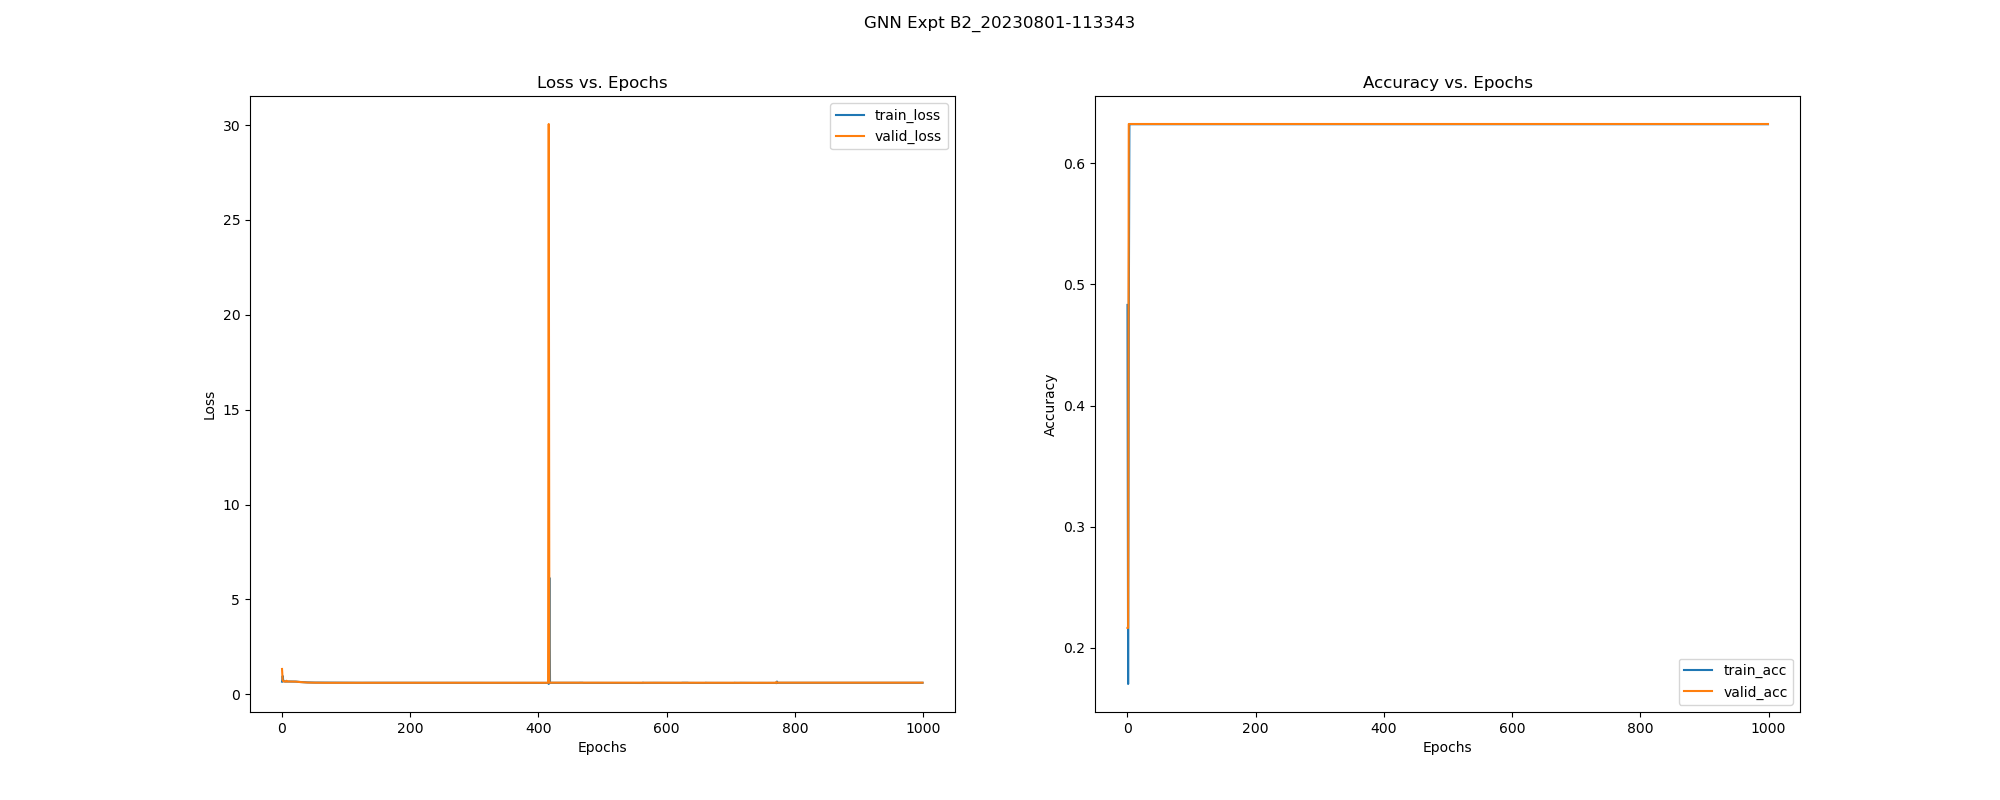 GNN Expt B2_20230801-113343
Loss vs. Epochs
train_loss
valid_loss
30
25
20
15
10
5
0
Loss
0 200 400 600 800 1000
Epochs
Accuracy vs. Epochs
0.6
0.5
0.4
0.3
0.2
Accuracy
train_acc
valid_acc
0 200 400 600 800 1000
Epochs